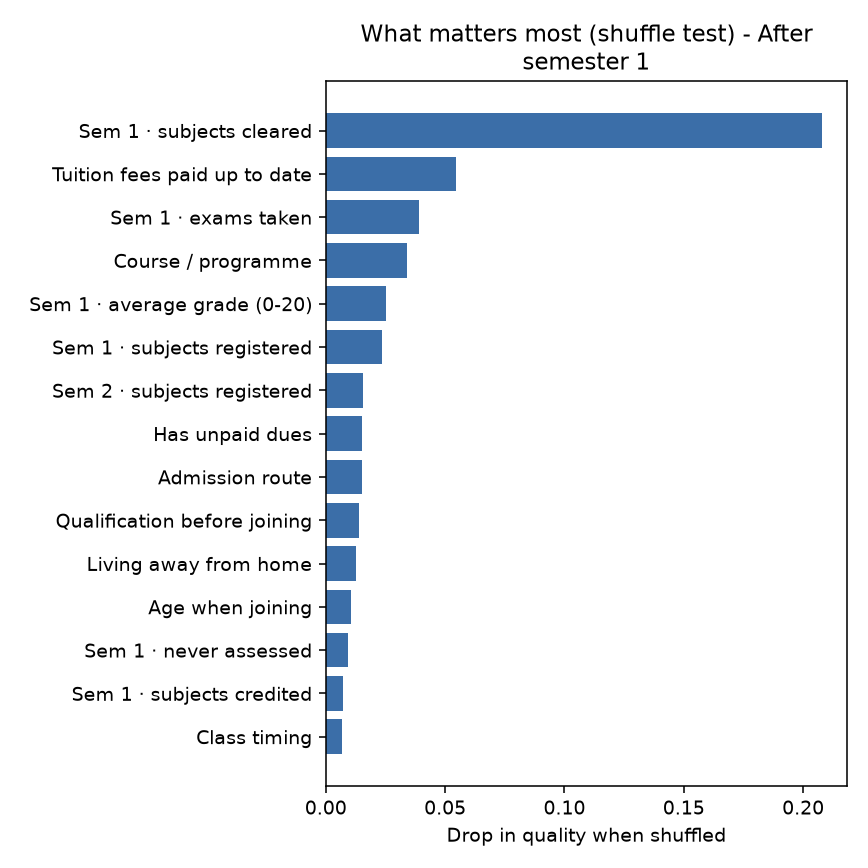 What matters most (shuffle test) - After
semester 1
Sem 1 · subjects cleared
Tuition fees paid up to date
Sem 1 · exams taken
Course / programme
Sem 1 · average grade (0-20)
Sem 1 · subjects registered
Sem 2 · subjects registered
Has unpaid dues
Admission route
Qualification before joining
Living away from home
Age when joining
Sem 1 · never assessed
Sem 1 · subjects credited
Class timing
0.00 0.05 0.10 0.15 0.20
Drop in quality when shuffled